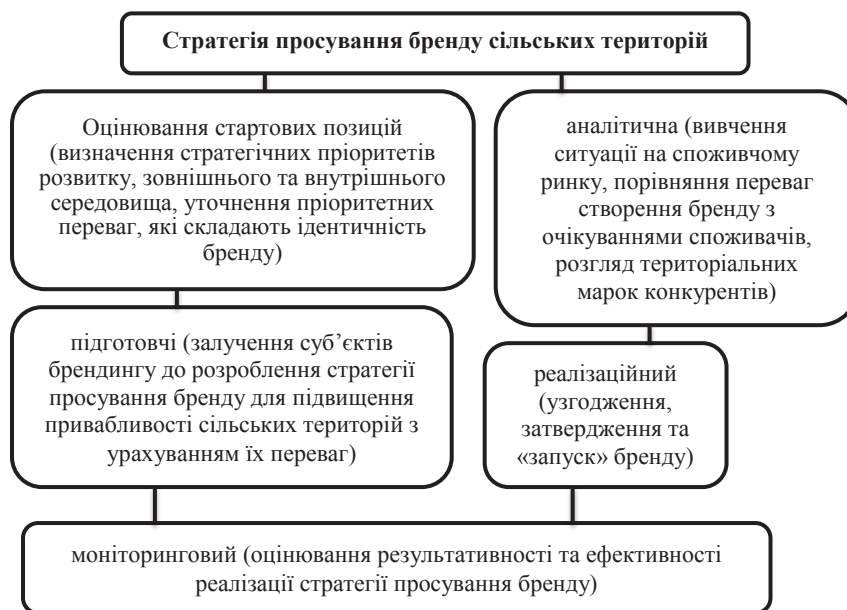 Стратегія просування бренду сільських територій
Оцінювання стартових позицій
(визначення стратегічних пріоритетів
розвитку, зовнішнього та внутрішнього
середовища, уточнення пріоритетних
переваг, які складають ідентичність
бренду)
аналітична (вивчення
ситуації на споживчому
ринку, порівняння переваг
створення бренду з
очікуваннями споживачів,
розгляд територіальних
марок конкурентів)
підготовчі (залучення суб’єктів
брендингу до розроблення стратегії
просування бренду для підвищення
привабливості сільських територій з
урахуванням їх переваг)
реалізаційний
(узгодження,
затвердження та
«запуск» бренду)
моніторинговий (оцінювання результативності та ефективності
реалізації стратегії просування бренду)